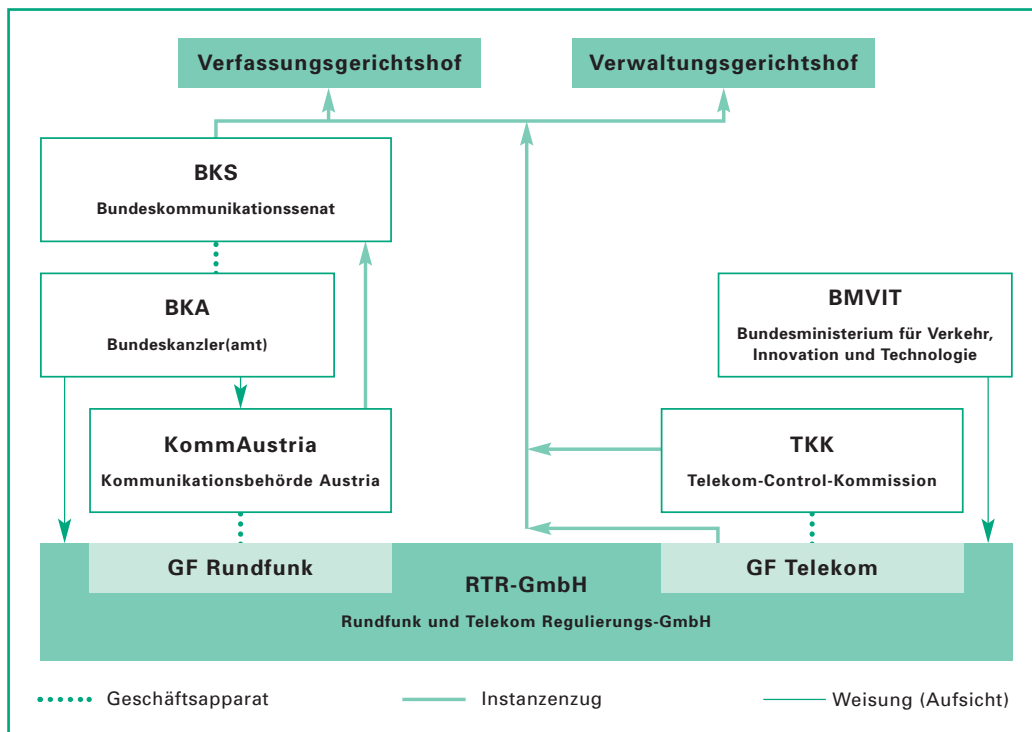 Verfassungsgerichtshof
Verwaltungsgerichtshof
BKS
Bundeskommunikationssenat
BKA
Bundeskanzler(amt)
BMVIT
Bundesministerium für Verkehr,
Innovation und Technologie
KommAustria
Kommunikationsbehörde Austria
TKK
Telekom-Control-Kommission
GF Rundfunk
GF Telekom
RTR-GmbH
Rundfunk und Telekom Regulierungs-GmbH
Geschäftsapparat
Instanzenzug
Weisung (Aufsicht)